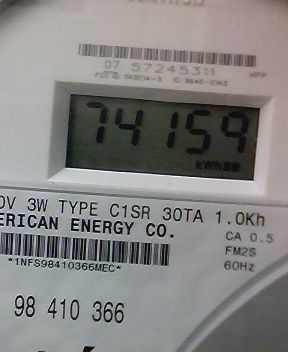 07 57245311
HPP
74159
kWh
0V 3W TYPE C1SR 30TA 1.0Kh
ERICAN ENERGY CO.
CA 0.5
*1NFS98410366MEC*
FM2S
60Hz
98 410 366